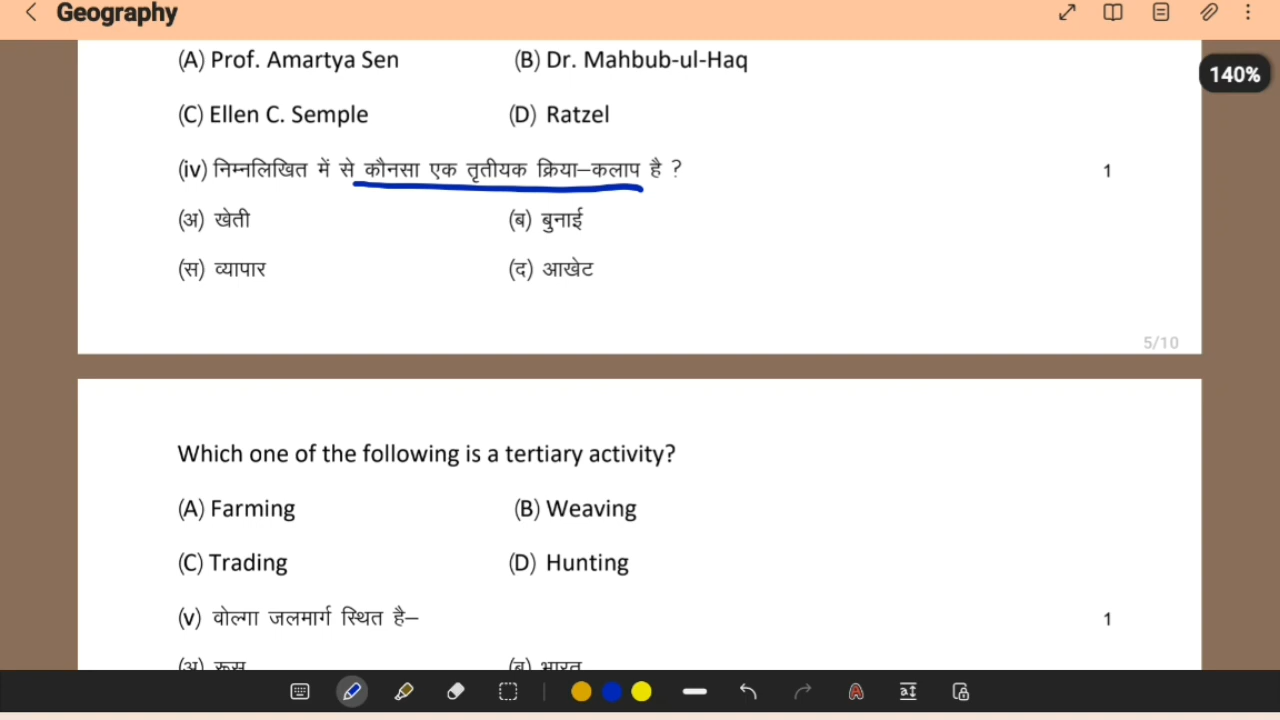 Geography
140%
(A) Prof. Amartya Sen (B) Dr. Mahbub-ul-Haq
(C) Ellen C. Semple (D) Ratzel
(iv) निम्नलिखित में से कौनसा एक तृतीयक क्रिया–कलाप है ? 1
(अ) खेती (ब) बुनाई
(स) व्यापार (द) आखेट
5/10
Which one of the following is a tertiary activity?
(A) Farming (B) Weaving
(C) Trading (D) Hunting
(v) वोल्गा जलमार्ग स्थित है– 1
(अ) रूस (ब) भारत